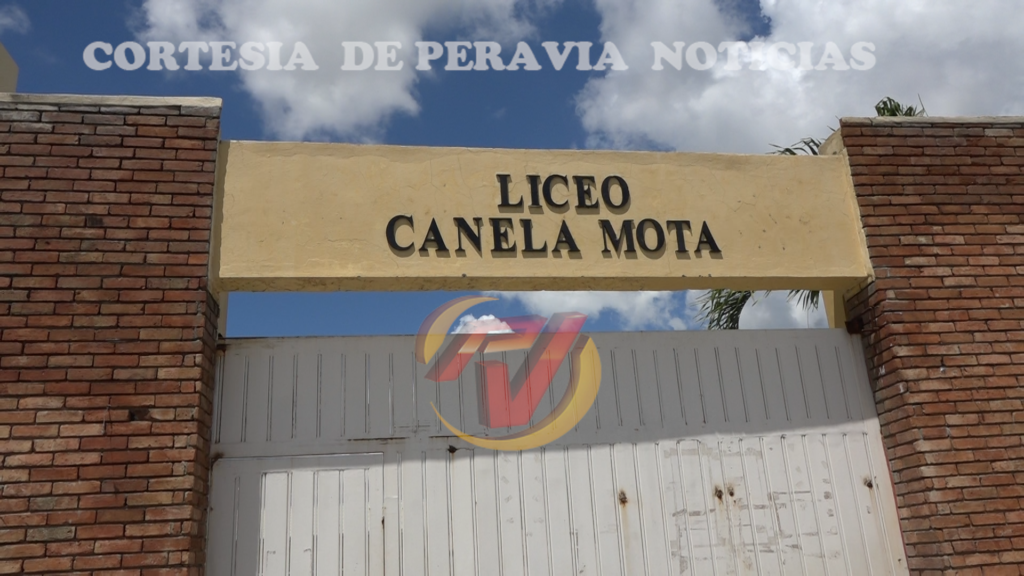 CORTESIA DE PERAVIA NOTICIAS
LICEO
CANELA MOTA